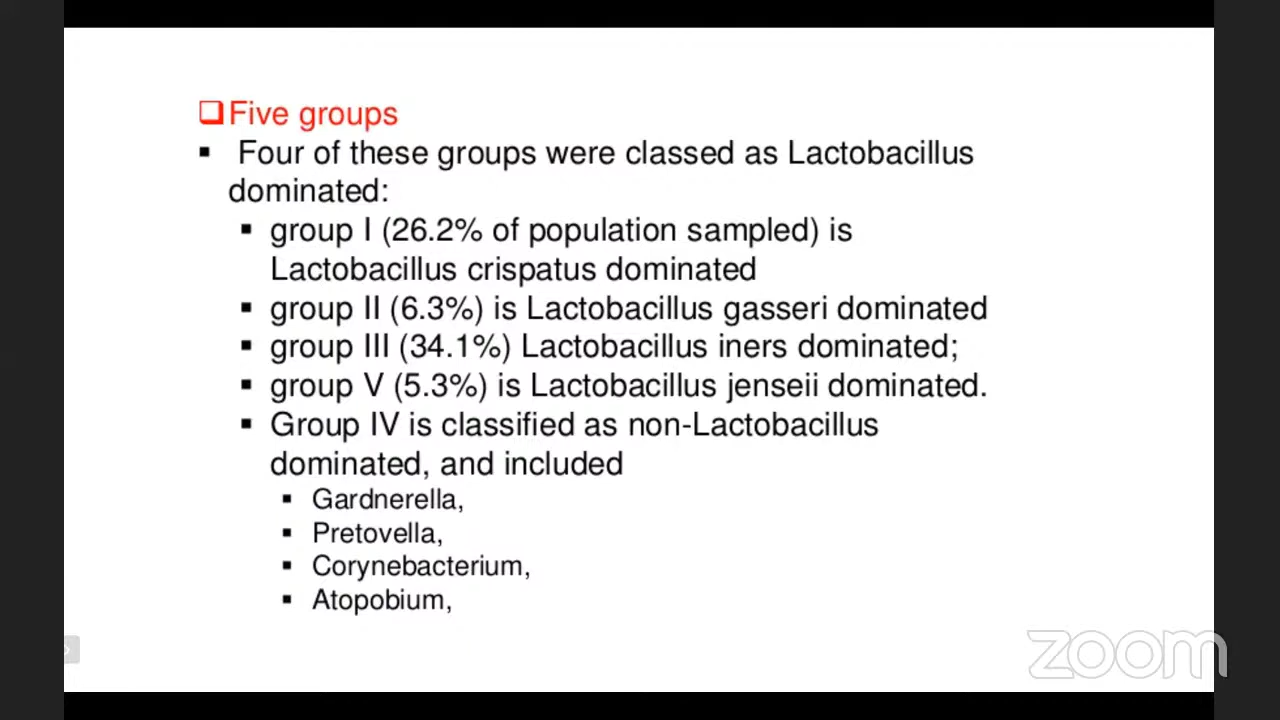 Five groups
Four of these groups were classed as Lactobacillus
dominated:
group I (26.2% of population sampled) is
Lactobacillus crispatus dominated
group II (6.3%) is Lactobacillus gasseri dominated
group III (34.1%) Lactobacillus iners dominated;
group V (5.3%) is Lactobacillus jenseii dominated.
Group IV is classified as non-Lactobacillus
dominated, and included
Gardnerella,
Pretovella,
Corynebacterium,
Atopobium,
zoom